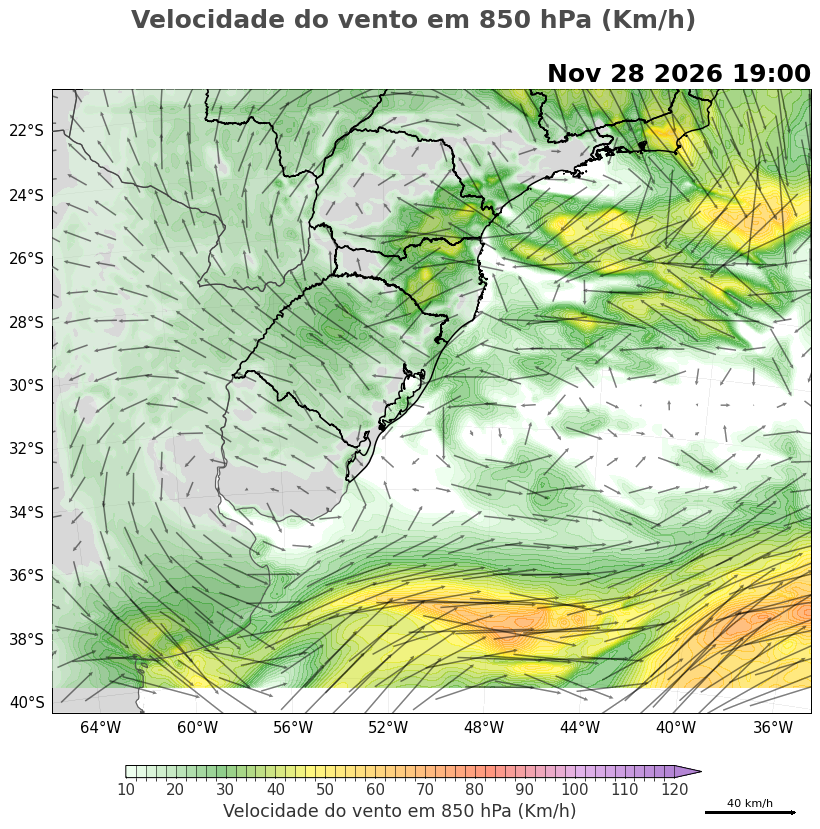 Velocidade do vento em 850 hPa (Km/h)
Nov 28 2026 19:00
22°S
24°S
26°S
28°S
30°S
32°S
34°S
36°S
38°S
40°S
64°W 60°W 56°W 52°W 48°W 44°W 40°W 36°W
10 20 30 40 50 60 70 80 90 100 110 120
Velocidade do vento em 850 hPa (Km/h)
40 km/h